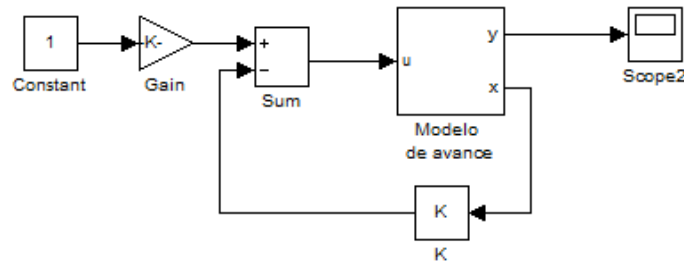 1
Constant
K-
Gain
+
−
Sum
u
y
x
Modelo
de avance
Scope2
K
K